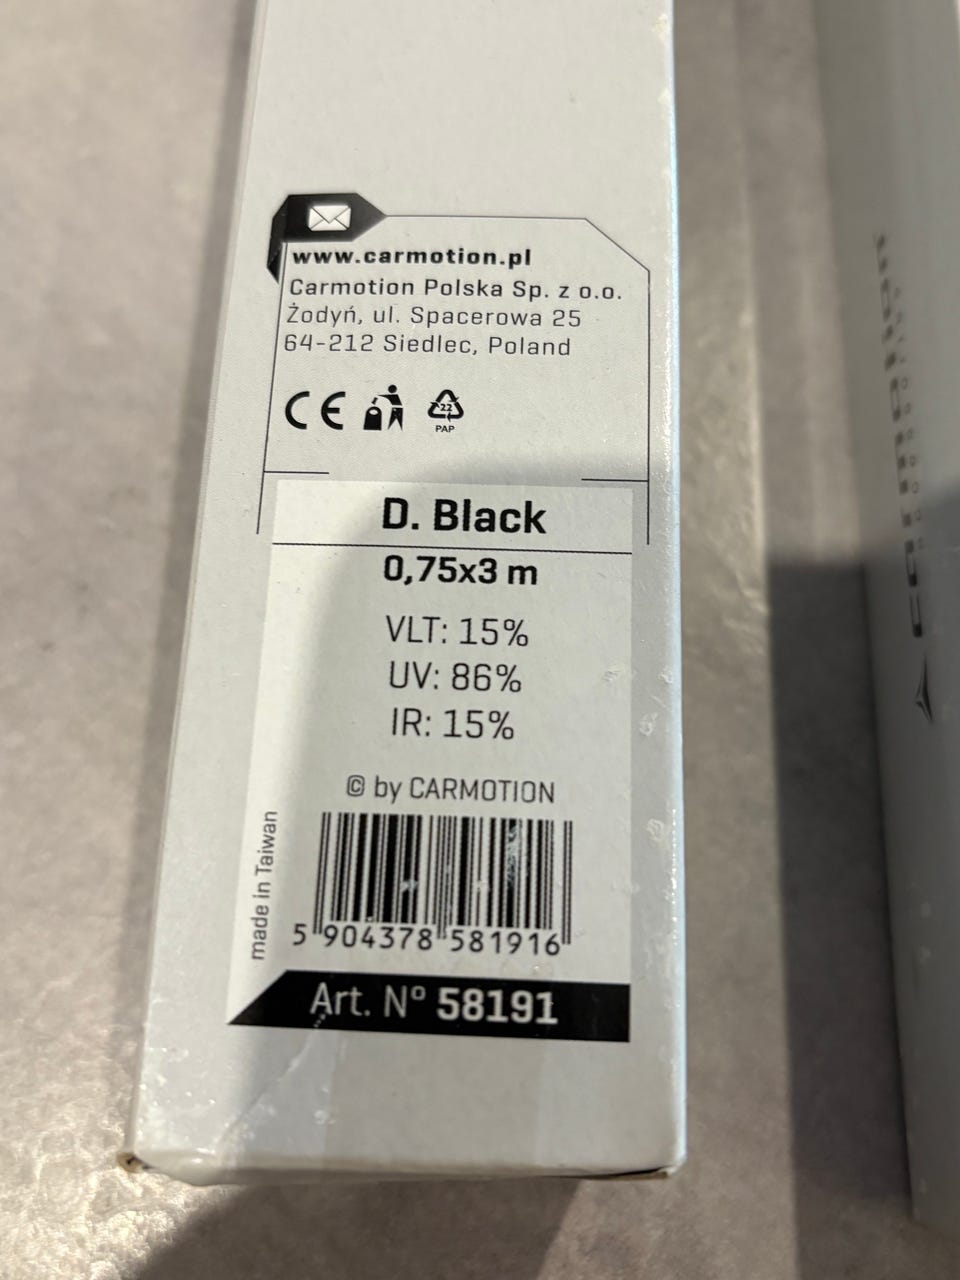 www.carmotion.pl
Carmotion Polska Sp. z o.o.
Żodyń, ul. Spacerowa 25
64-212 Siedlec, Poland
CE
22
PAP
D. Black
0,75x3 m
VLT: 15%
UV: 86%
IR: 15%
© by CARMOTION
made in Taiwan
5 904378 581916
Art. N° 58191